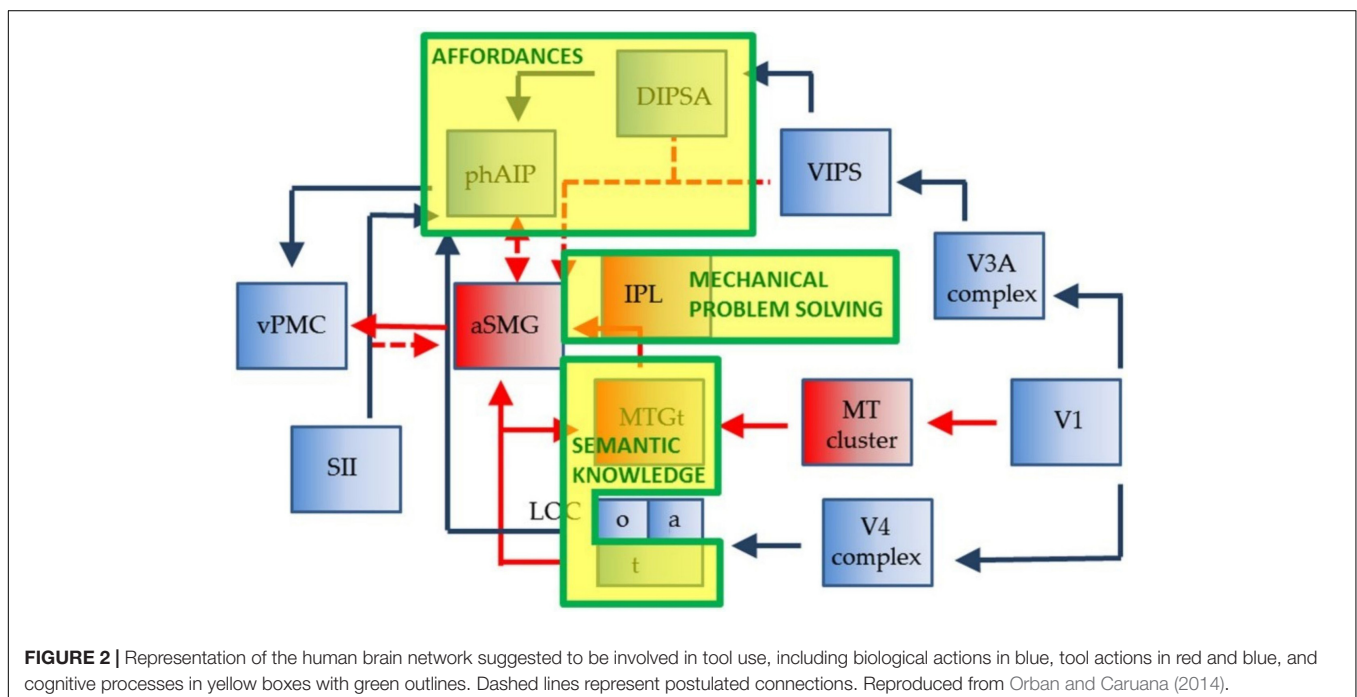 AFFORDANCES
DIPSA
phAIP
VIPS
V3A
complex
IPL
MECHANICAL
PROBLEM SOLVING
vPMC
aSMG
MTGt
MT
cluster
V1
SEMANTIC
KNOWLEDGE
SII
LOC
o
a
t
V4
complex
FIGURE 2 | Representation of the human brain network suggested to be involved in tool use, including biological actions in blue, tool actions in red and blue, and
cognitive processes in yellow boxes with green outlines. Dashed lines represent postulated connections. Reproduced from Orban and Caruana (2014).